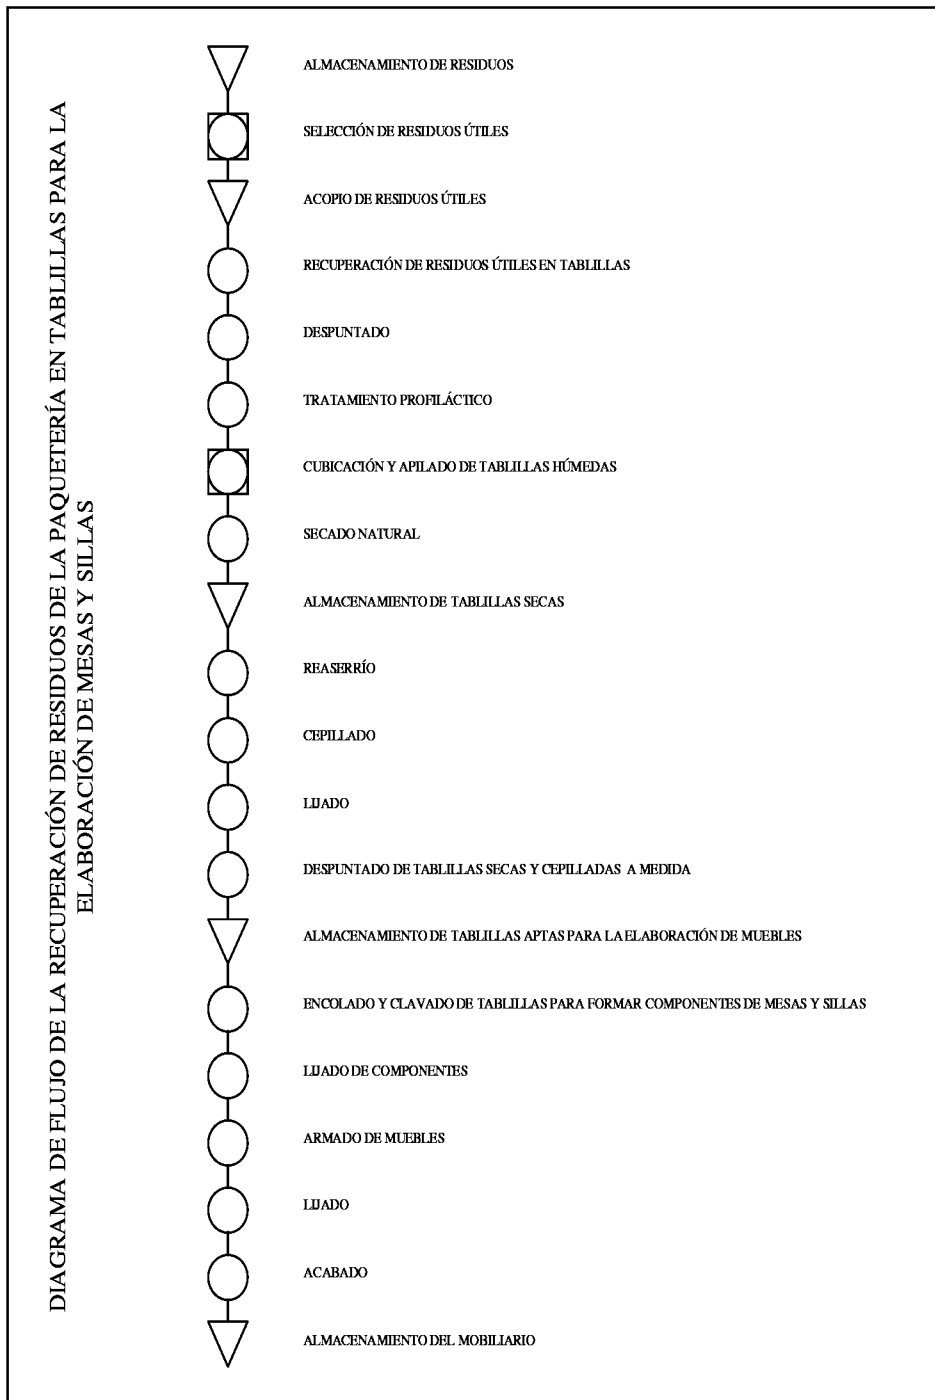 DIAGRAMA DE FLUJO DE LA RECUPERACIÓN DE RESIDUOS DE LA PAQUETERÍA EN TABLILLAS PARA LA
ELABORACIÓN DE MESAS Y SILLAS
ALMACENAMIENTO DE RESIDUOS
SELECCIÓN DE RESIDUOS ÚTILES
ACOPIO DE RESIDUOS ÚTILES
RECUPERACIÓN DE RESIDUOS ÚTILES EN TABLILLAS
DESPUNTADO
TRATAMIENTO PROFILÁCTICO
CUBICACIÓN Y APILADO DE TABLILLAS HÚMEDAS
SECADO NATURAL
ALMACENAMIENTO DE TABLILLAS SECAS
REASERRÍO
CEPILLADO
LIJADO
DESPUNTADO DE TABLILLAS SECAS Y CEPILLADAS A MEDIDA
ALMACENAMIENTO DE TABLILLAS APTAS PARA LA ELABORACIÓN DE MUEBLES
ENCOLADO Y CLAVADO DE TABLILLAS PARA FORMAR COMPONENTES DE MESAS Y SILLAS
LIJADO DE COMPONENTES
ARMADO DE MUEBLES
LIJADO
ACABADO
ALMACENAMIENTO DEL MOBILIARIO